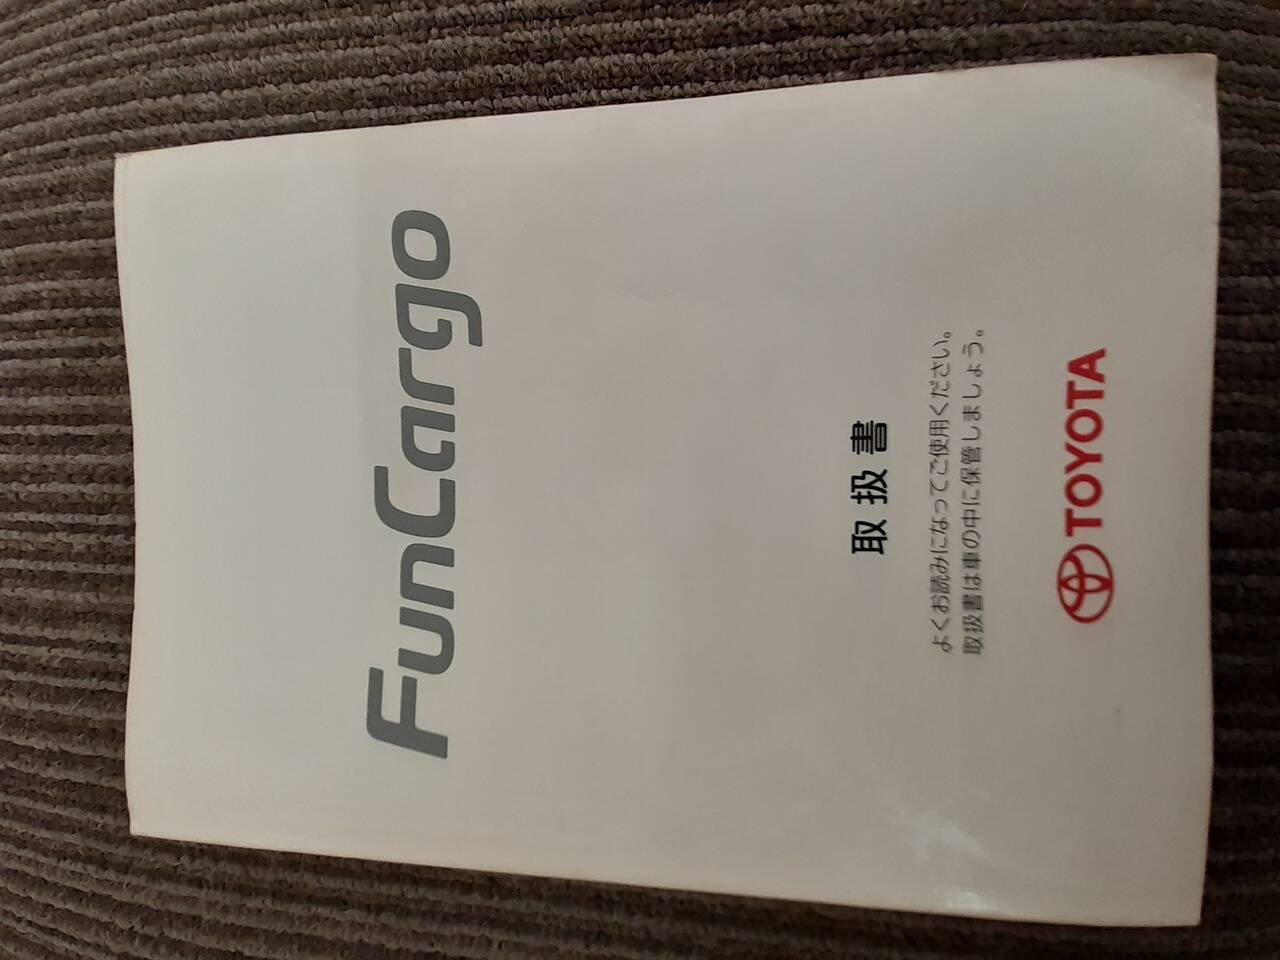 FunCargo
取扱書
よくお読みになってご使用ください。
取扱書は車の中に保管しましょう。
TOYOTA